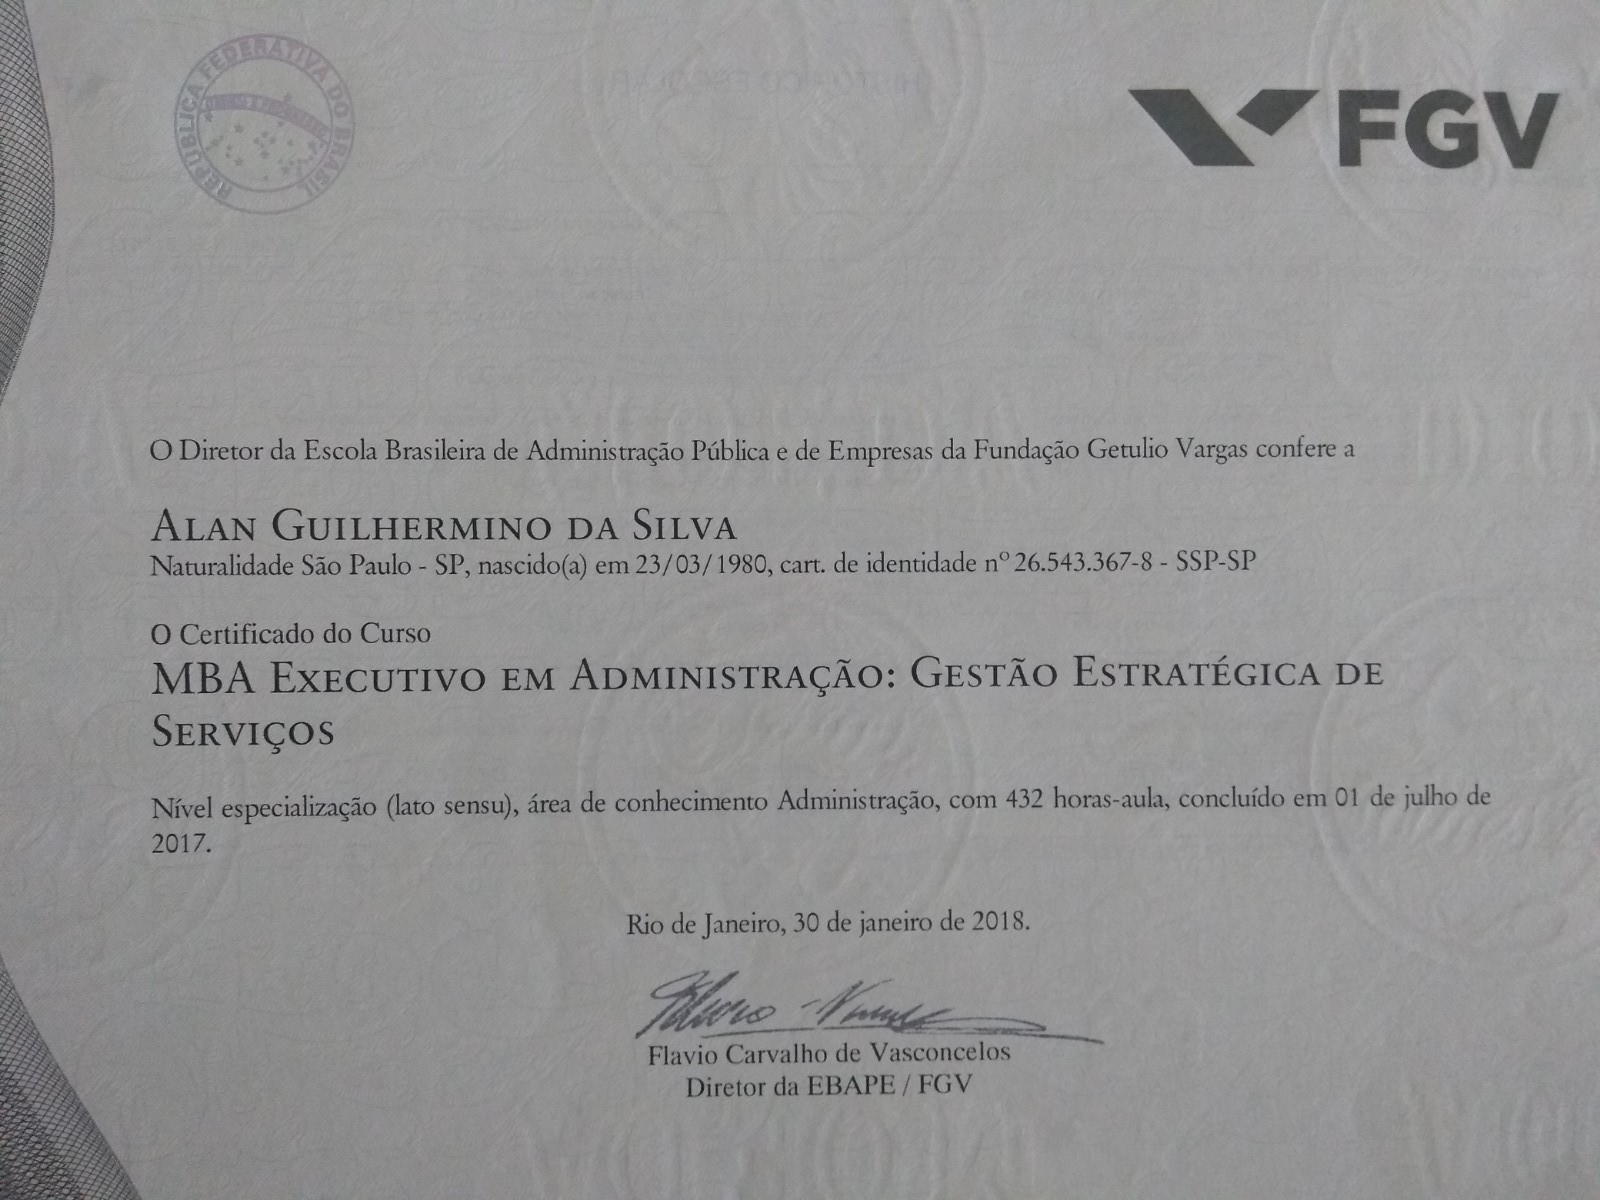 REPÚBLICA FEDERATIVA DO BRASIL
FGV
O Diretor da Escola Brasileira de Administração Pública e de Empresas da Fundação Getulio Vargas confere a
ALAN GUILHERMINO DA SILVA
Naturalidade São Paulo - SP, nascido(a) em 23/03/1980, cart. de identidade nº 26.543.367-8 - SSP-SP
O Certificado do Curso
MBA EXECUTIVO EM ADMINISTRAÇÃO: GESTÃO ESTRATÉGICA DE
SERVIÇOS
Nível especialização (lato sensu), área de conhecimento Administração, com 432 horas-aula, concluído em 01 de julho de
2017.
Rio de Janeiro, 30 de janeiro de 2018.
Flavio Carvalho de Vasconcelos
Diretor da EBAPE / FGV